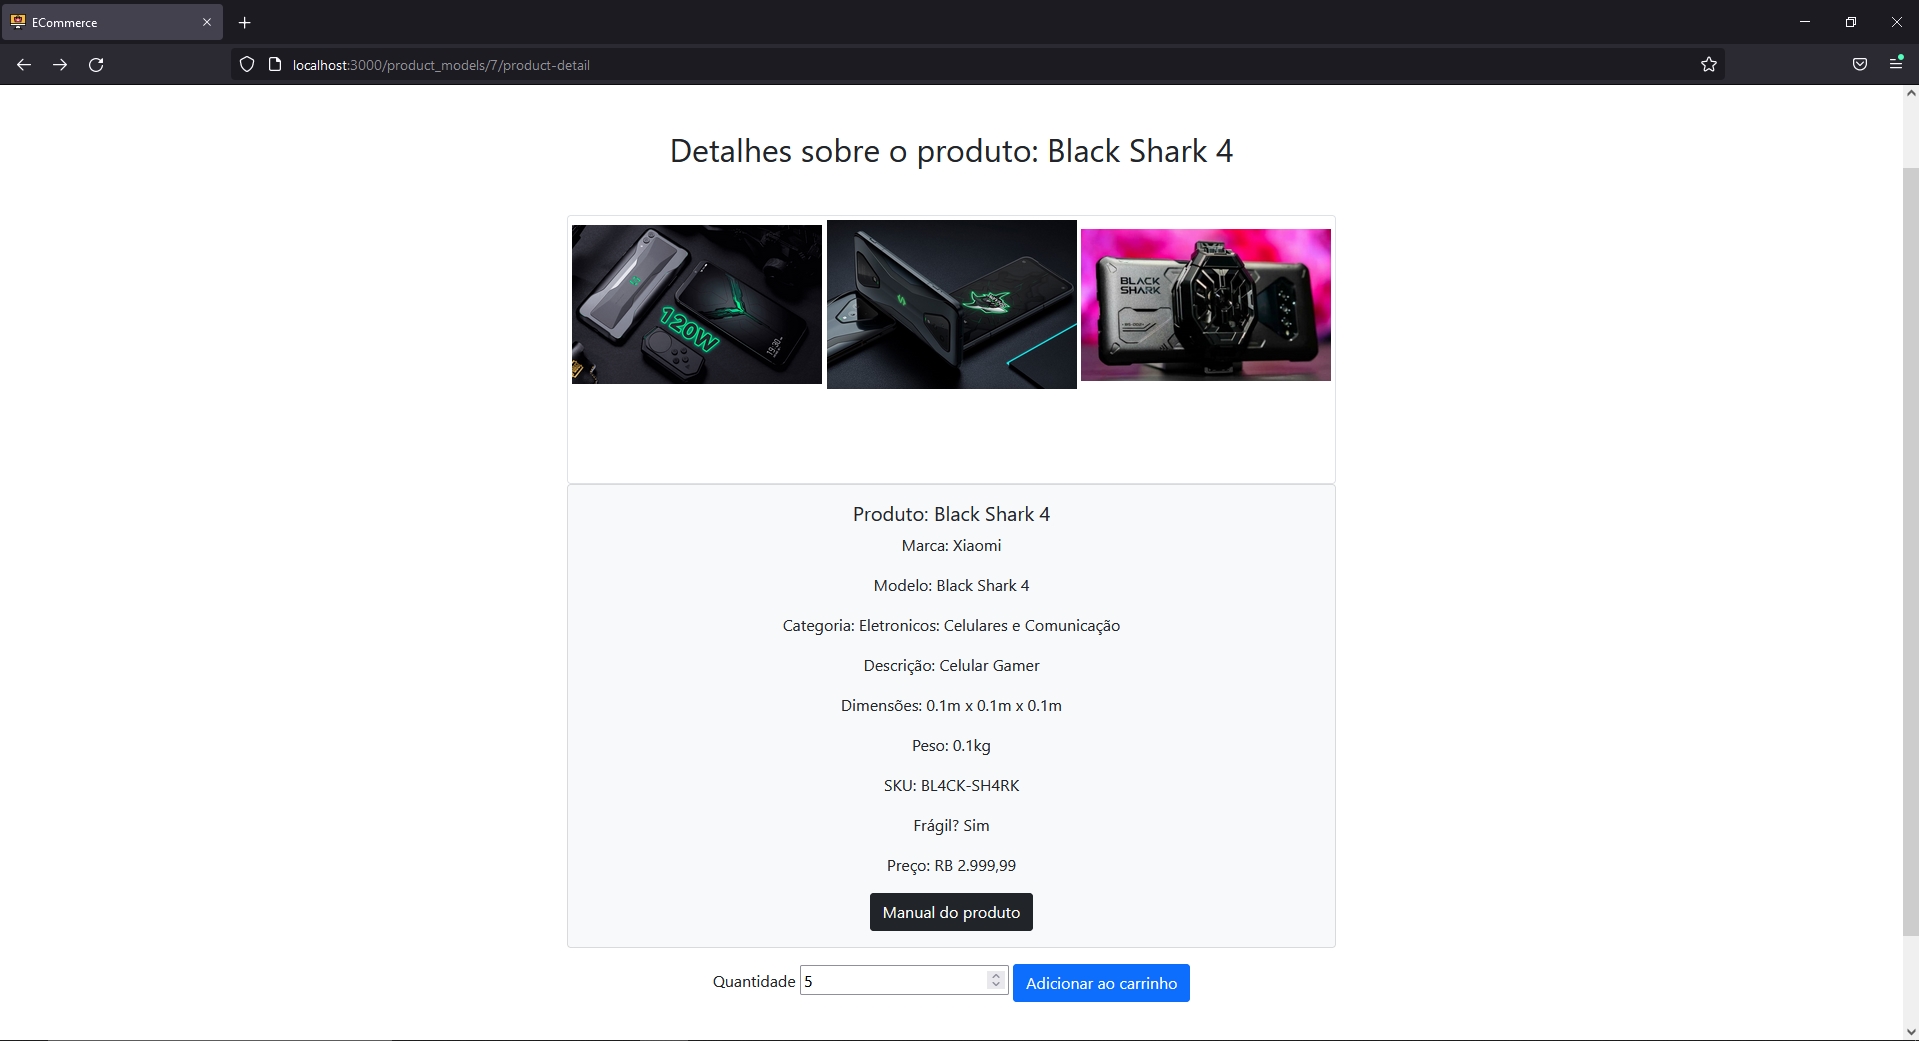 ECommerce
localhost:3000/product_models/7/product-detail
Detalhes sobre o produto: Black Shark 4
120W
19:30
BLACK
SHARK
Produto: Black Shark 4
Marca: Xiaomi
Modelo: Black Shark 4
Categoria: Eletronicos: Celulares e Comunicação
Descrição: Celular Gamer
Dimensões: 0.1m x 0.1m x 0.1m
Peso: 0.1kg
SKU: BL4CK-SH4RK
Frágil? Sim
Preço: RB 2.999,99
Manual do produto
Quantidade 5 Adicionar ao carrinho